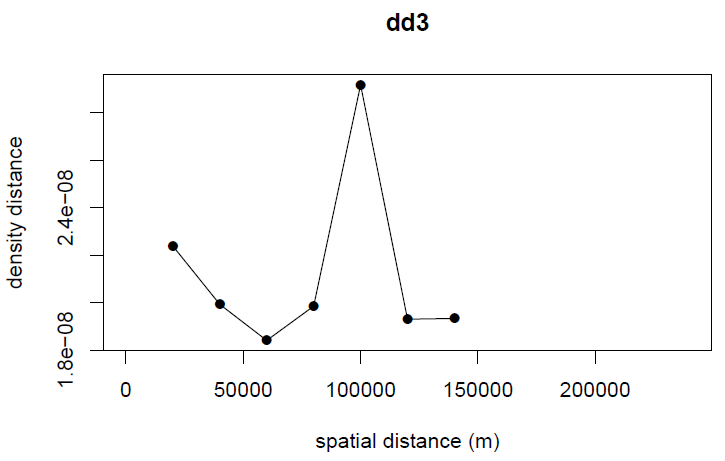 dd3
density distance
2.4e−08
1.8e−08
0 50000 100000 150000 200000
spatial distance (m)